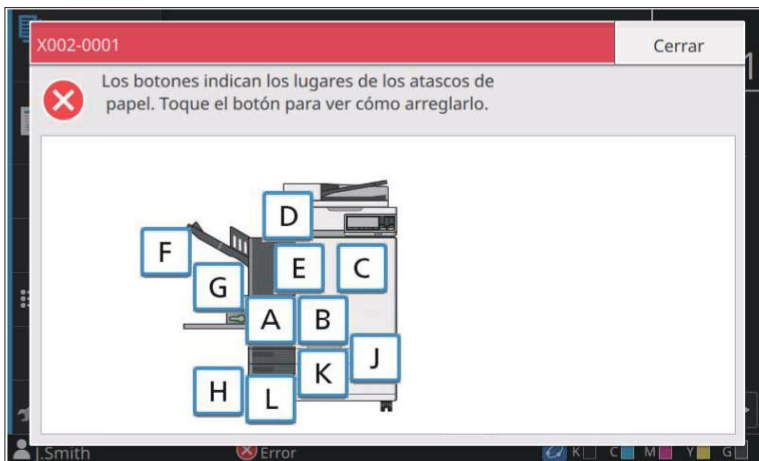 X002-0001
Cerrar
1
Los botones indican los lugares de los atascos de
papel. Toque el botón para ver cómo arreglarlo.
D
F
E
C
G
A
B
J
K
H
L
J.Smith
Error
K
C
M
Y
G